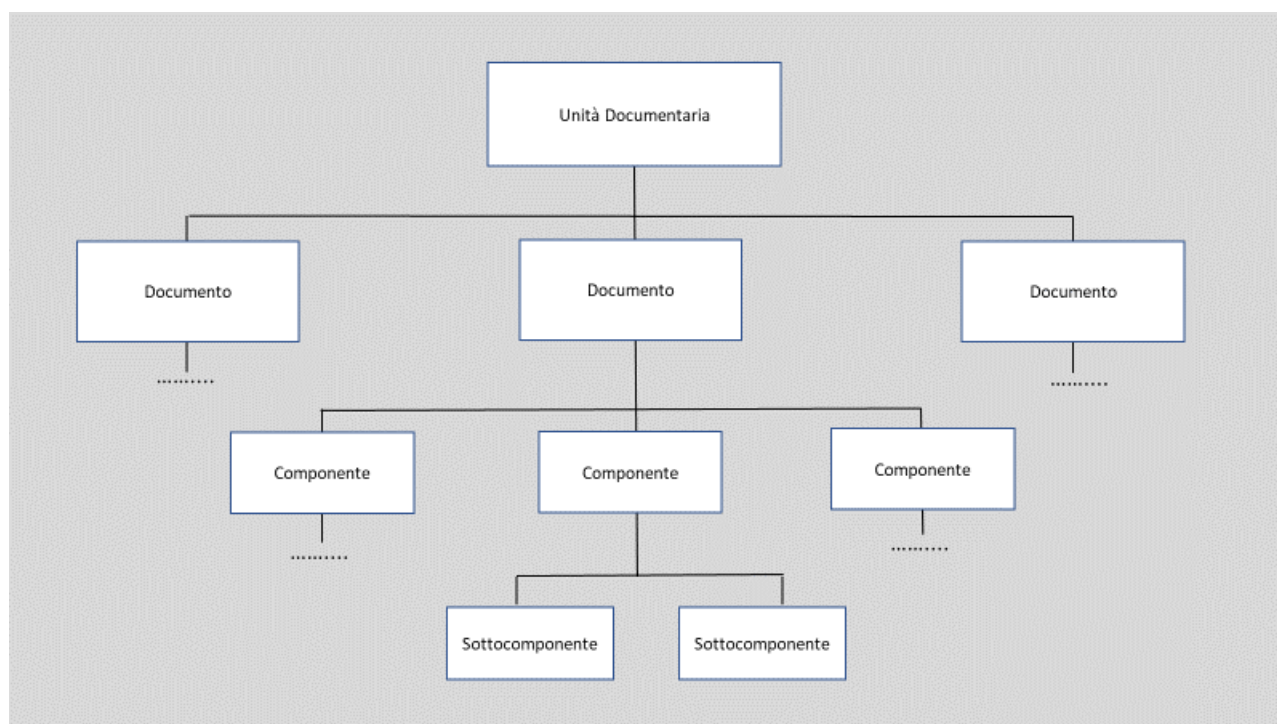 Unità Documentaria
Documento
Documento
Documento
..........
..........
Componente
Componente
Componente
..........
..........
Sottocomponente
Sottocomponente